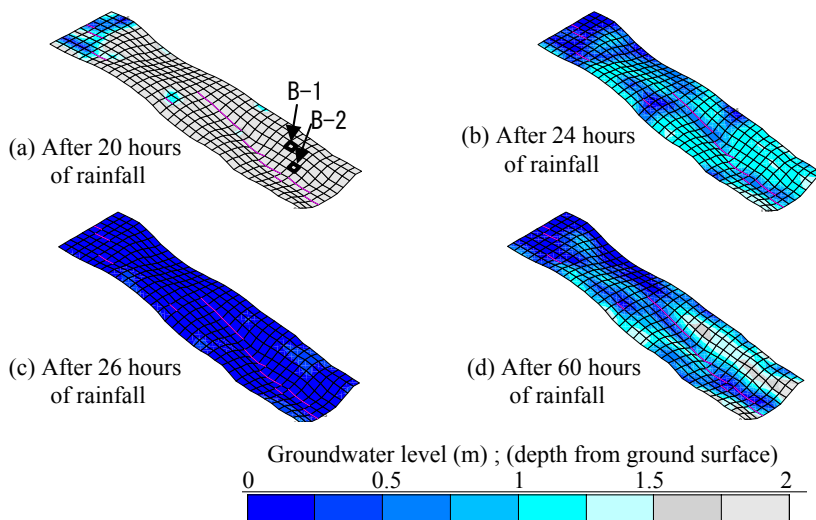 B-1
B-2
(a) After 20 hours
of rainfall
(b) After 24 hours
of rainfall
(c) After 26 hours
of rainfall
(d) After 60 hours
of rainfall
Groundwater level (m) ; (depth from ground surface)
0 0.5 1 1.5 2